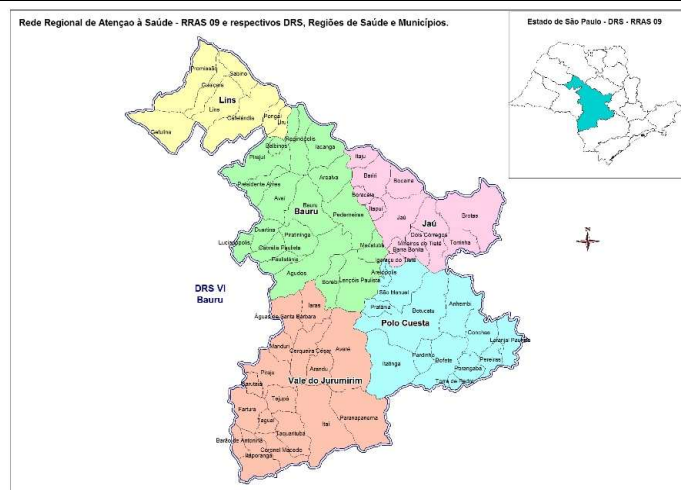 Rede Regional de Atençao à Saúde - RRAS 09 e respectivos DRS, Regiões de Saúde e Municípios.
Estado de São Paulo - DRS - RRAS 09
Promissão
Sabino
Guaiçara
Lins
Lins
Cafelândia
Pongaí
Uru
Getulina
Reginópolis
Balbinos
Iacanga
Pirajuí
Arealva
Presidente Alves
Avaí
Bauru
Bauru
Pederneiras
Duartina
Piratininga
Lucianópolis
Cabrália Paulista
Macatuba
Paulistânia
Agudos
Borebi
Lençóis Paulista
Itaju
Bariri
Bocaina
Boracéia
Itapuí
Jaú
Jaú
Brotas
Dois Córregos
Mineiros do Tietê
Torrinha
Barra Bonita
Igaraçu do Tietê
N
DRS VI
Bauru
Areiópolis
São Manuel
Pratânia
Botucatu
Anhembi
Polo Cuesta
Conchas
Laranjal Paulista
Itatinga
Pardinho
Bofete
Pereiras
Porangaba
Torre de Pedra
Iaras
Águas de Santa Bárbara
Manduri
Cerqueira César
Avaré
Arandu
Piraju
Vale do Jurumirim
Sarutaiá
Tejupá
Fartura
Taguaí
Taquarituba
Itaí
Paranapanema
Barão de Antonina
Coronel Macedo
Itaporanga